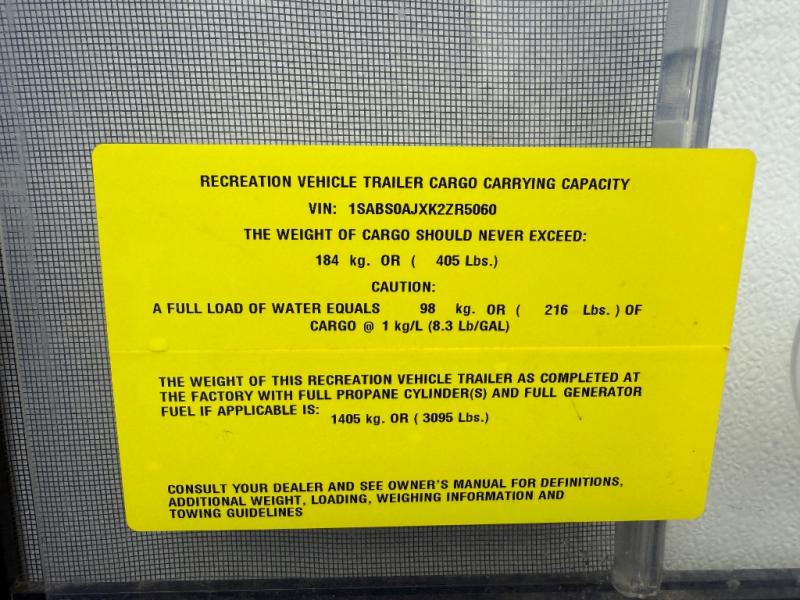 RECREATION VEHICLE TRAILER CARGO CARRYING CAPACITY
VIN: 1SABS0AJXK2ZR5060
THE WEIGHT OF CARGO SHOULD NEVER EXCEED:
184 kg. OR ( 405 Lbs.)
CAUTION:
A FULL LOAD OF WATER EQUALS 98 kg. OR ( 216 Lbs. ) OF
CARGO @ 1 kg/L (8.3 Lb/GAL)
THE WEIGHT OF THIS RECREATION VEHICLE TRAILER AS COMPLETED AT
THE FACTORY WITH FULL PROPANE CYLINDER(S) AND FULL GENERATOR
FUEL IF APPLICABLE IS: 1405 kg. OR ( 3095 Lbs.)
CONSULT YOUR DEALER AND SEE OWNER'S MANUAL FOR DEFINITIONS,
ADDITIONAL WEIGHT, LOADING, WEIGHING INFORMATION AND
TOWING GUIDELINES